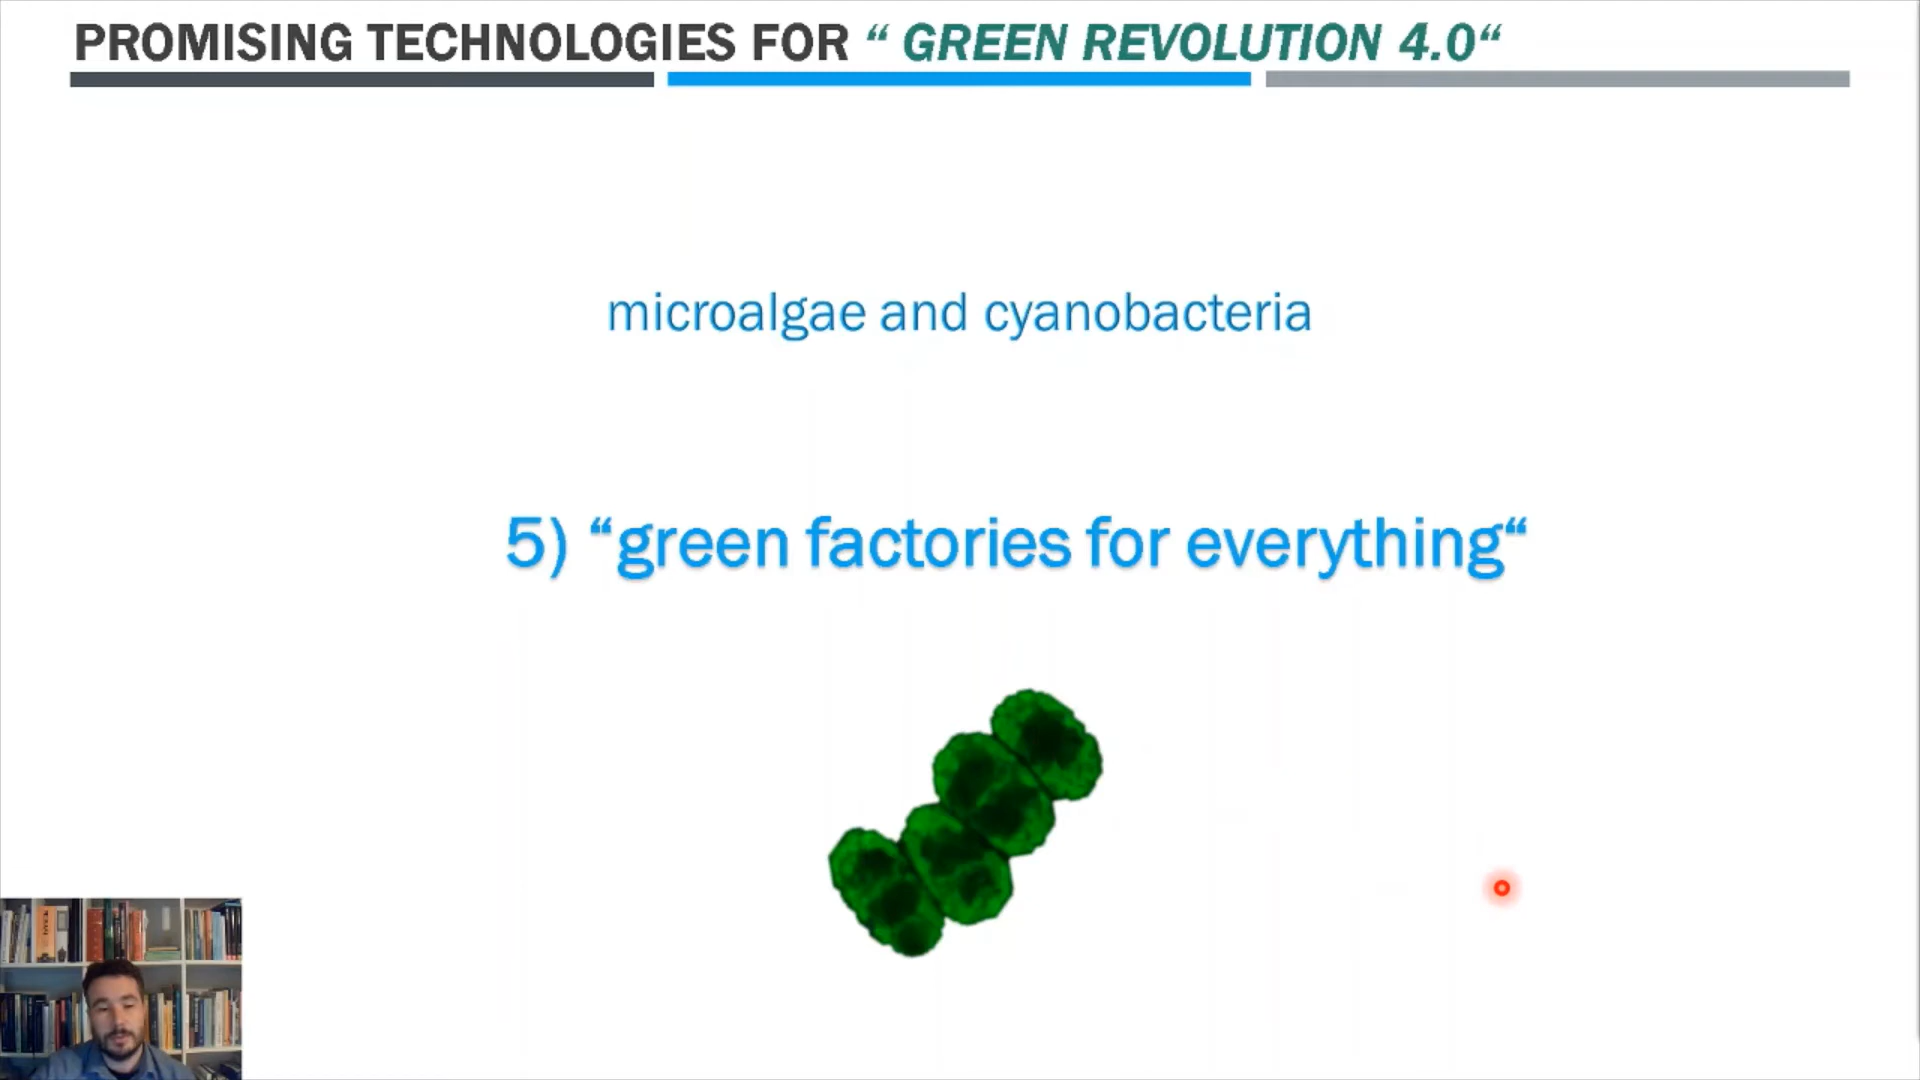 PROMISING TECHNOLOGIES FOR “ GREEN REVOLUTION 4.0“
microalgae and cyanobacteria
5) “green factories for everything“